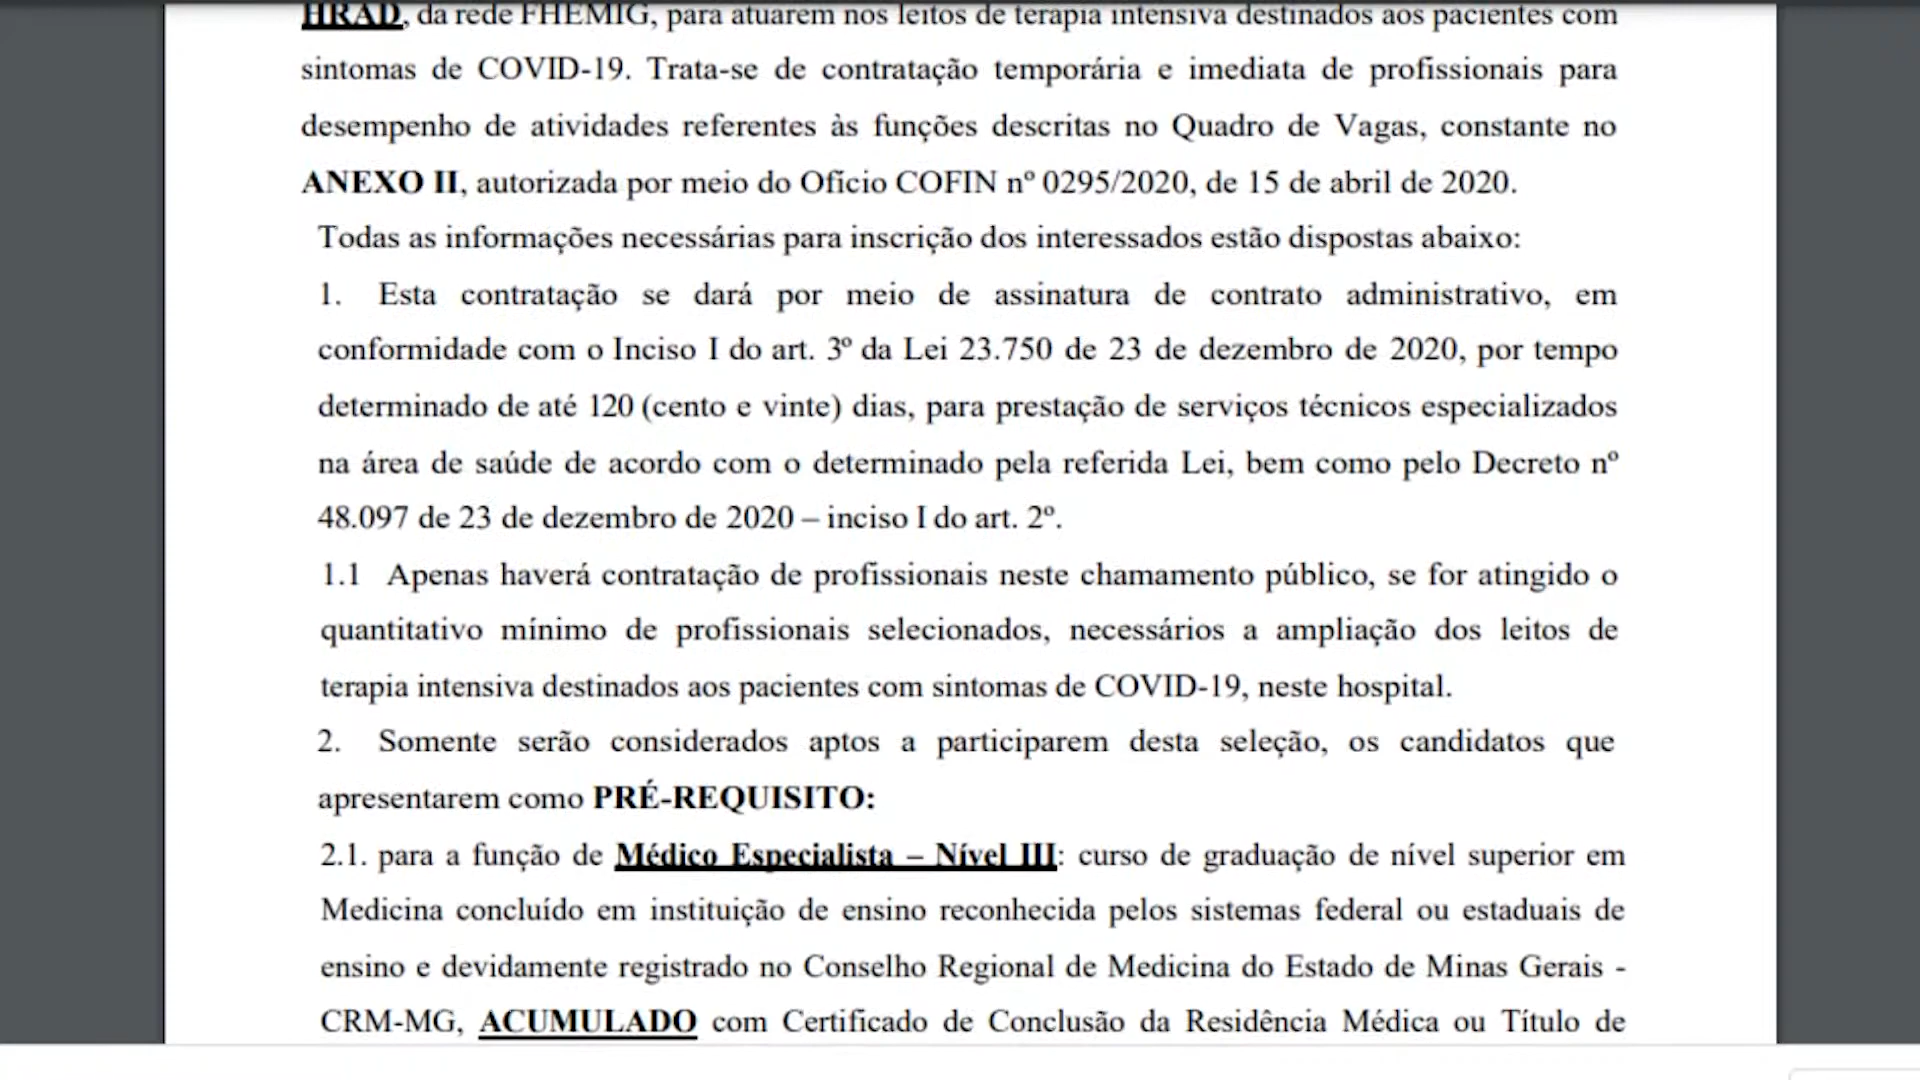 HRAD, da rede FHEMIG, para atuarem nos leitos de terapia intensiva destinados aos pacientes com
sintomas de COVID-19. Trata-se de contratação temporária e imediata de profissionais para
desempenho de atividades referentes às funções descritas no Quadro de Vagas, constante no
ANEXO II, autorizada por meio do Ofício COFIN nº 0295/2020, de 15 de abril de 2020.
Todas as informações necessárias para inscrição dos interessados estão dispostas abaixo:
1. Esta contratação se dará por meio de assinatura de contrato administrativo, em
conformidade com o Inciso I do art. 3º da Lei 23.750 de 23 de dezembro de 2020, por tempo
determinado de até 120 (cento e vinte) dias, para prestação de serviços técnicos especializados
na área de saúde de acordo com o determinado pela referida Lei, bem como pelo Decreto nº
48.097 de 23 de dezembro de 2020 – inciso I do art. 2º.
1.1 Apenas haverá contratação de profissionais neste chamamento público, se for atingido o
quantitativo mínimo de profissionais selecionados, necessários a ampliação dos leitos de
terapia intensiva destinados aos pacientes com sintomas de COVID-19, neste hospital.
2. Somente serão considerados aptos a participarem desta seleção, os candidatos que
apresentarem como PRÉ-REQUISITO:
2.1. para a função de Médico Especialista – Nível III: curso de graduação de nível superior em
Medicina concluído em instituição de ensino reconhecida pelos sistemas federal ou estaduais de
ensino e devidamente registrado no Conselho Regional de Medicina do Estado de Minas Gerais -
CRM-MG, ACUMULADO com Certificado de Conclusão da Residência Médica ou Título de